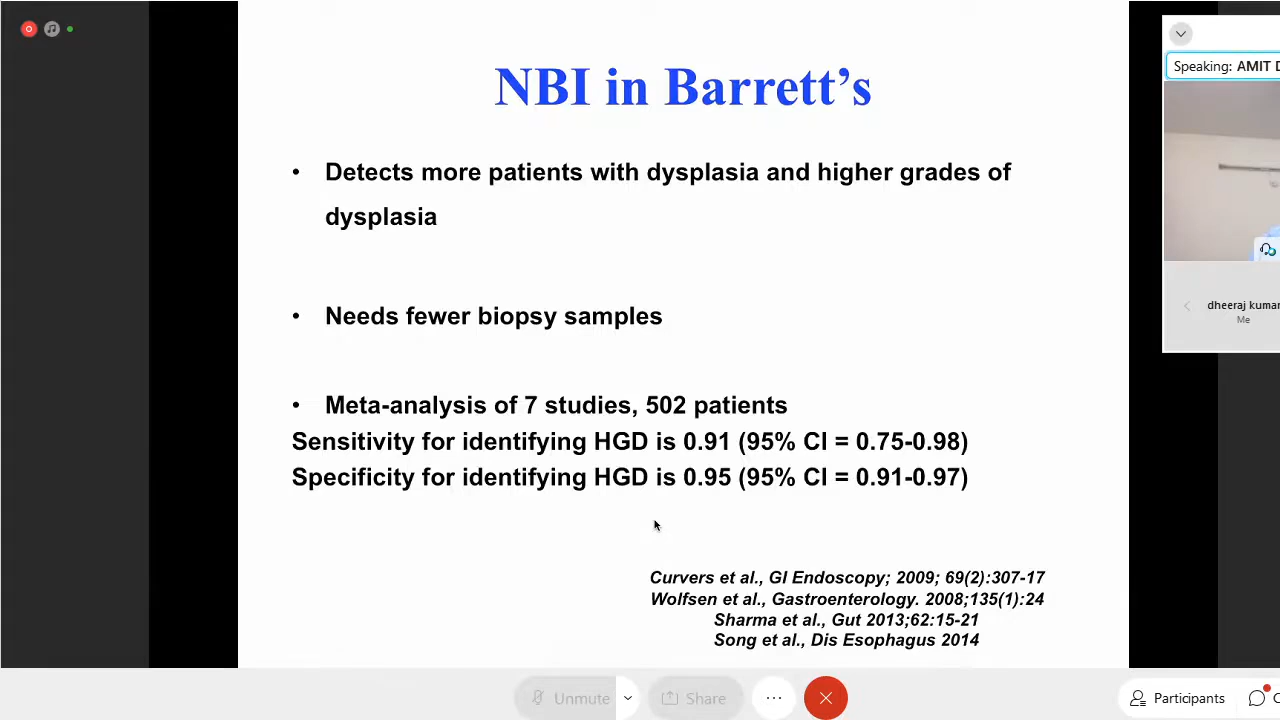 NBI in Barrett’s
• Detects more patients with dysplasia and higher grades of
dysplasia
• Needs fewer biopsy samples
• Meta-analysis of 7 studies, 502 patients
Sensitivity for identifying HGD is 0.91 (95% CI = 0.75-0.98)
Specificity for identifying HGD is 0.95 (95% CI = 0.91-0.97)
Curvers et al., GI Endoscopy; 2009; 69(2):307-17
Wolfsen et al., Gastroenterology. 2008;135(1):24
Sharma et al., Gut 2013;62:15-21
Song et al., Dis Esophagus 2014
Speaking: AMIT D
dheeraj kumar
Me
Unmute
Share
Participants